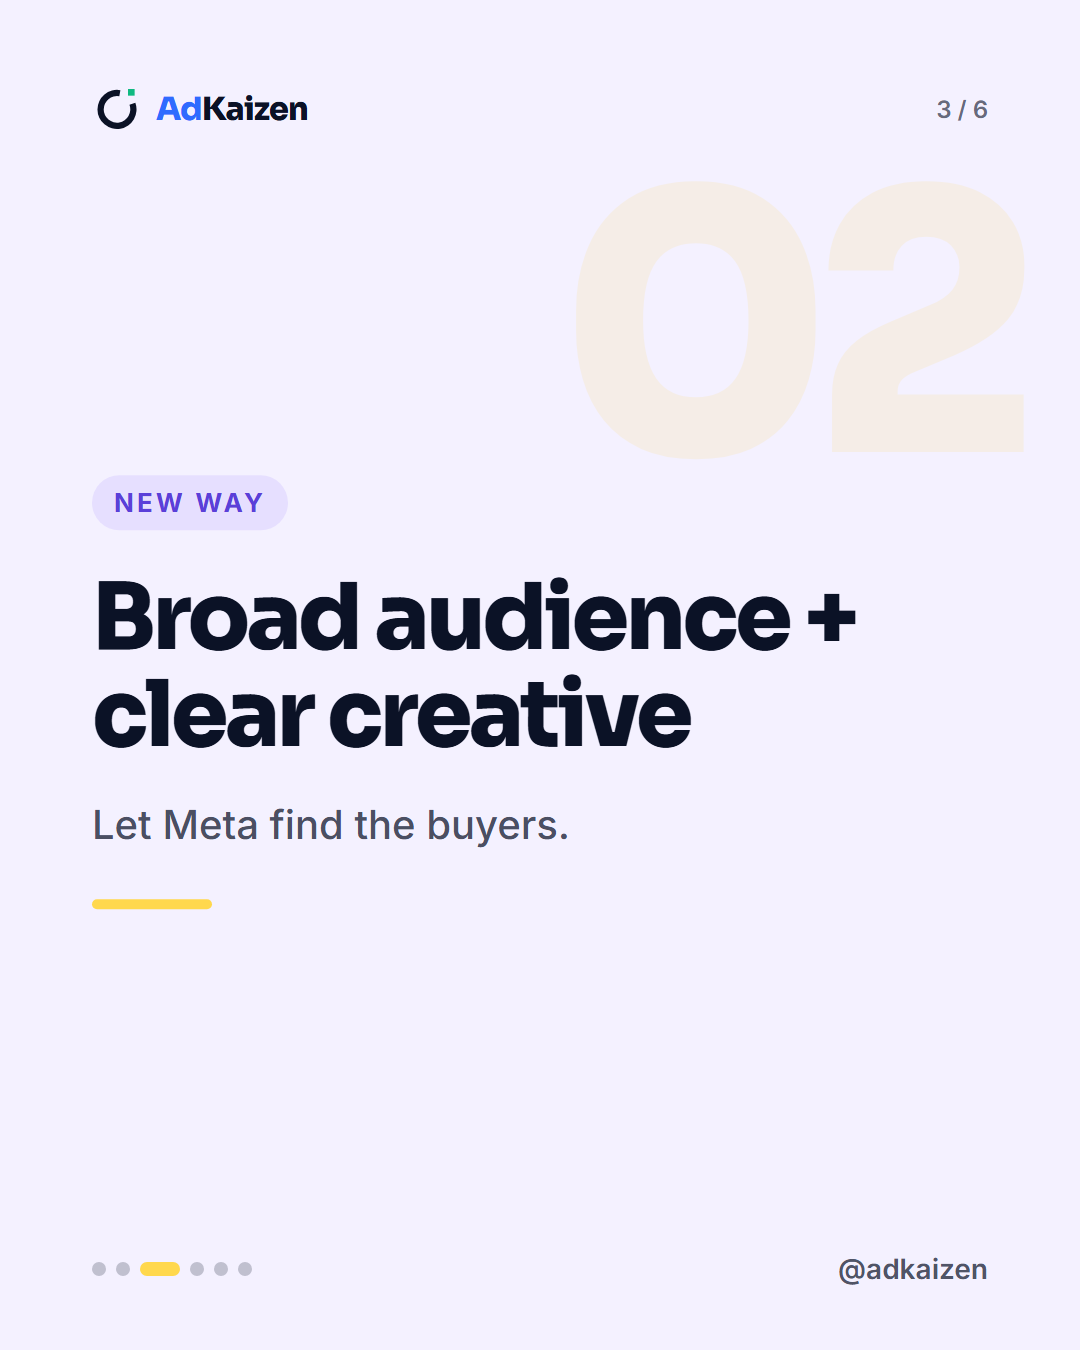 AdKaizen
3 / 6
02
NEW WAY
Broad audience +
clear creative
Let Meta find the buyers.
@adkaizen